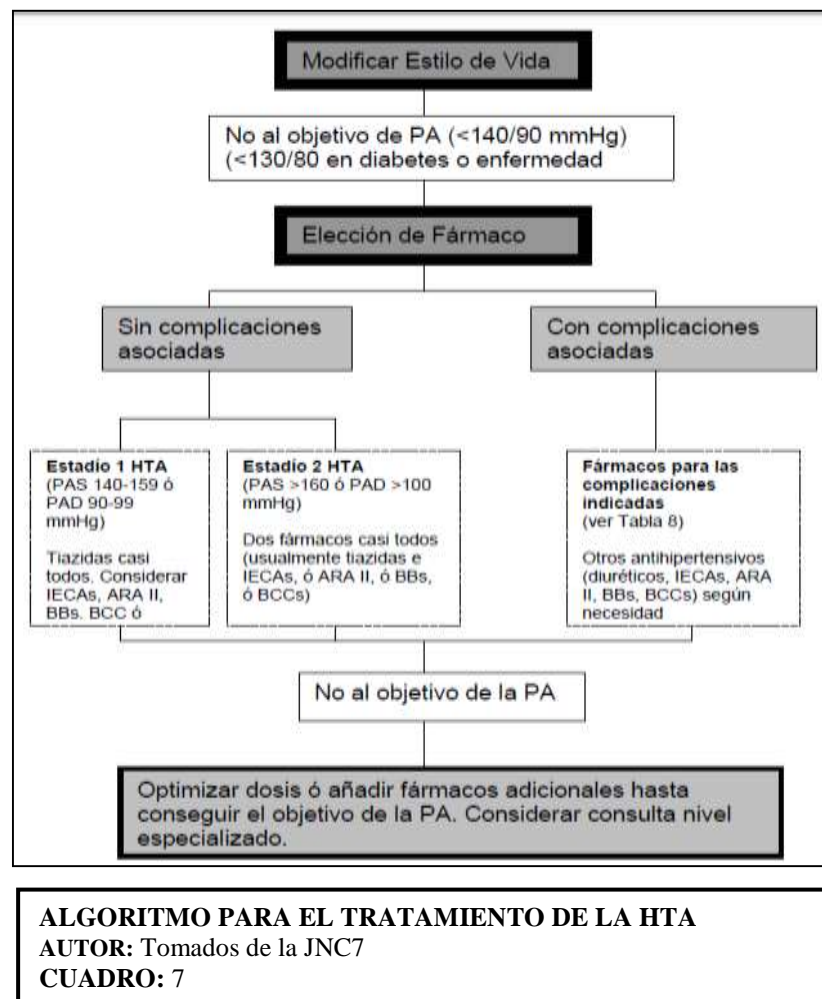 Modificar Estilo de Vida
No al objetivo de PA (<140/90 mmHg)
(<130/80 en diabetes o enfermedad
Elección de Fármaco
Sin complicaciones
asociadas
Con complicaciones
asociadas
Estadío 1 HTA
(PAS 140-159 ó
PAD 90-99
mmHg)
Tiazidas casi
todos. Considerar
IECAs, ARA II,
BBs. BCC ó
Estadío 2 HTA
(PAS >160 ó PAD >100
mmHg)
Dos fármacos casi todos
(usualmente tiazidas e
IECAs, ó ARA II, ó BBs,
ó BCCs)
Fármacos para las
complicaciones
indicadas
(ver Tabla 8)
Otros antihipertensivos
(diuréticos, IECAs, ARA
II, BBs, BCCs) según
necesidad
No al objetivo de la PA
Optimizar dosis ó añadir fármacos adicionales hasta
conseguir el objetivo de la PA. Considerar consulta nivel
especializado.
ALGORITMO PARA EL TRATAMIENTO DE LA HTA
AUTOR: Tomados de la JNC7
CUADRO: 7